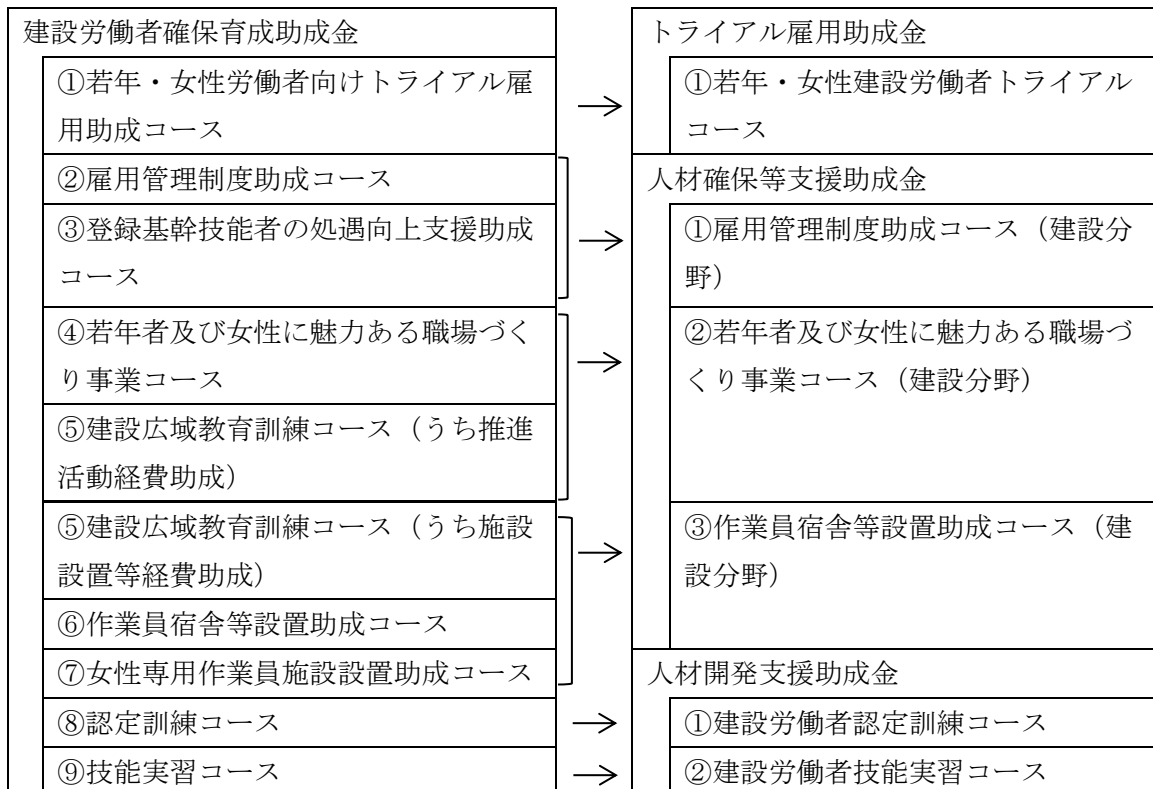 建設労働者確保育成助成金
①若年・女性労働者向けトライアル雇
用助成コース
②雇用管理制度助成コース
③登録基幹技能者の処遇向上支援助成
コース
④若年者及び女性に魅力ある職場づく
り事業コース
⑤建設広域教育訓練コース（うち推進
活動経費助成）
⑤建設広域教育訓練コース（うち施設
設置等経費助成）
⑥作業員宿舎等設置助成コース
⑦女性専用作業員施設設置助成コース
⑧認定訓練コース
⑨技能実習コース
トライアル雇用助成金
①若年・女性建設労働者トライアル
コース
人材確保等支援助成金
①雇用管理制度助成コース（建設分
野）
②若年者及び女性に魅力ある職場づ
くり事業コース（建設分野）
③作業員宿舎等設置助成コース（建
設分野）
人材開発支援助成金
①建設労働者認定訓練コース
②建設労働者技能実習コース